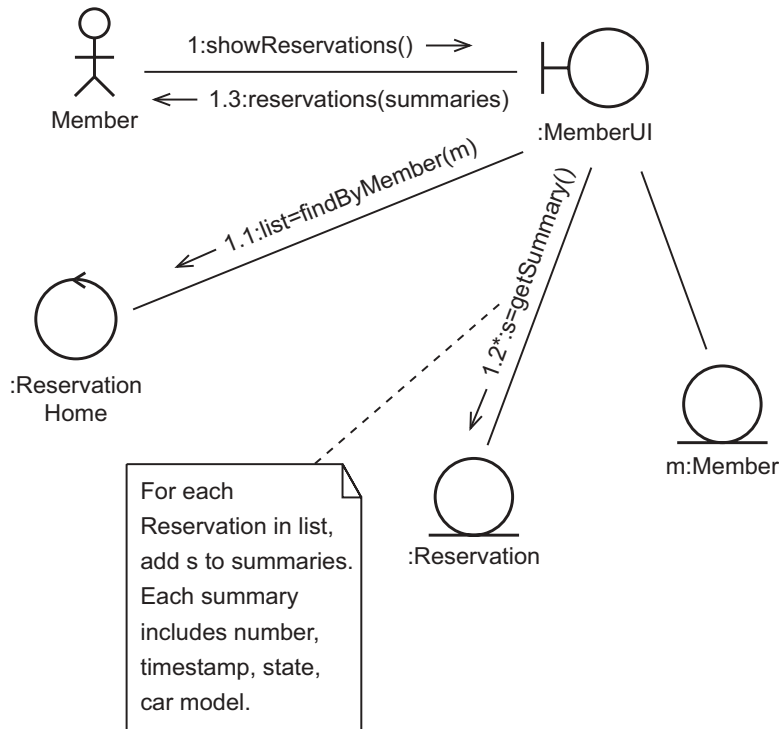 1:showReservations()
1.3:reservations(summaries)
Member
:MemberUI
1.1:list=findByMember(m)
1.2*:s=getSummary()
:Reservation
Home
m:Member
:Reservation
For each
Reservation in list,
add s to summaries.
Each summary
includes number,
timestamp, state,
car model.